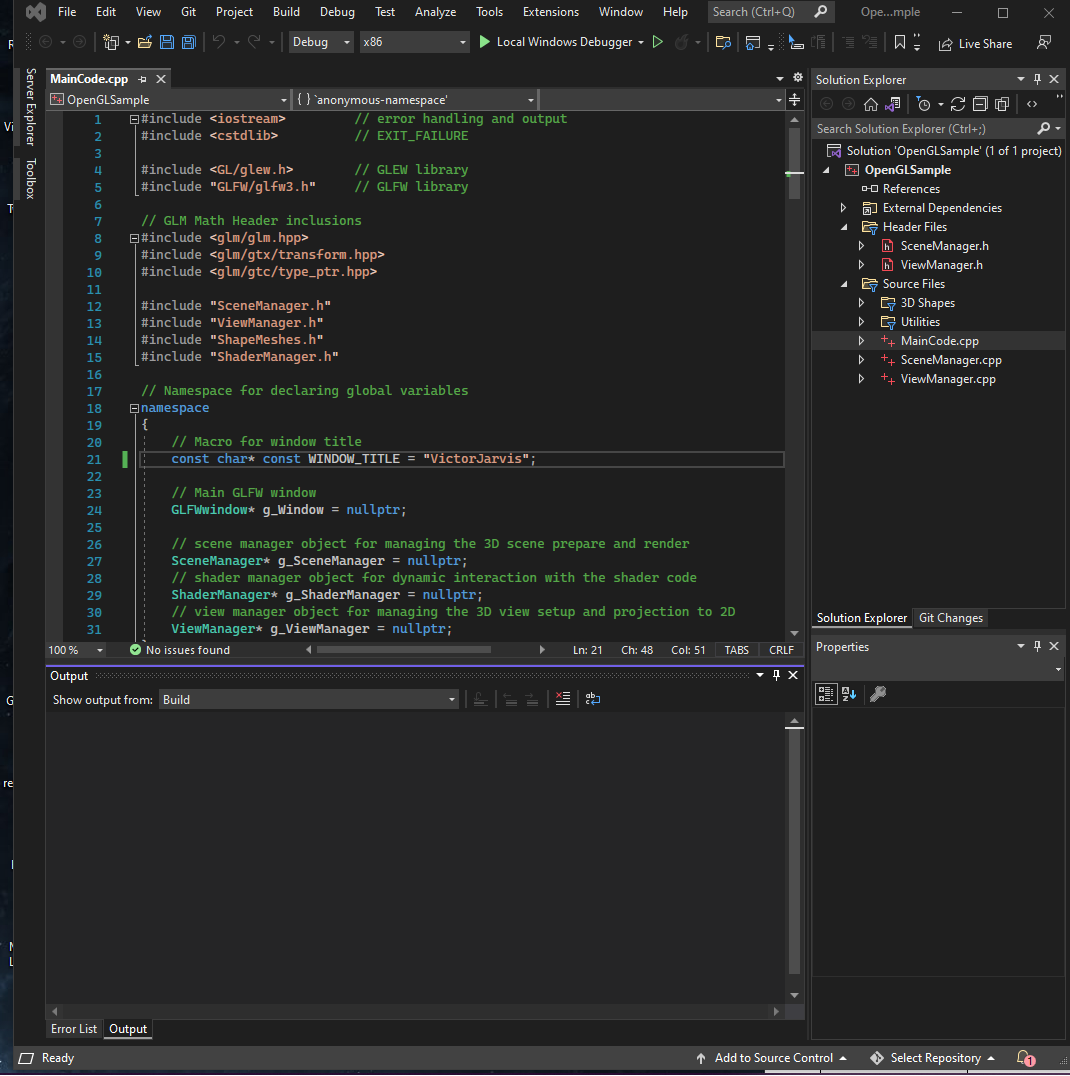 File Edit View Git Project Build Debug Test Analyze Tools Extensions Window Help Search (Ctrl+Q) Ope...mple
Debug x86 Local Windows Debugger Live Share
Server Explorer
Toolbox
MainCode.cpp
OpenGLSample { } `anonymous-namespace'
1 #include <iostream> // error handling and output
2 #include <cstdlib> // EXIT_FAILURE
3
4 #include <GL/glew.h> // GLEW library
5 #include "GLFW/glfw3.h" // GLFW library
6
7 // GLM Math Header inclusions
8 #include <glm/glm.hpp>
9 #include <glm/gtx/transform.hpp>
10 #include <glm/gtc/type_ptr.hpp>
11
12 #include "SceneManager.h"
13 #include "ViewManager.h"
14 #include "ShapeMeshes.h"
15 #include "ShaderManager.h"
16
17 // Namespace for declaring global variables
18 namespace
19 {
20 // Macro for window title
21 const char* const WINDOW_TITLE = "VictorJarvis";
22
23 // Main GLFW window
24 GLFWwindow* g_Window = nullptr;
25
26 // scene manager object for managing the 3D scene prepare and render
27 SceneManager* g_SceneManager = nullptr;
28 // shader manager object for dynamic interaction with the shader code
29 ShaderManager* g_ShaderManager = nullptr;
30 // view manager object for managing the 3D view setup and projection to 2D
31 ViewManager* g_ViewManager = nullptr;
100 % No issues found Ln: 21 Ch: 48 Col: 51 TABS CRLF
Output
Show output from: Build
Error List Output
Solution Explorer
Search Solution Explorer (Ctrl+;)
Solution 'OpenGLSample' (1 of 1 project)
OpenGLSample
References
External Dependencies
Header Files
SceneManager.h
ViewManager.h
Source Files
3D Shapes
Utilities
MainCode.cpp
SceneManager.cpp
ViewManager.cpp
Solution Explorer Git Changes
Properties
Ready Add to Source Control Select Repository 1